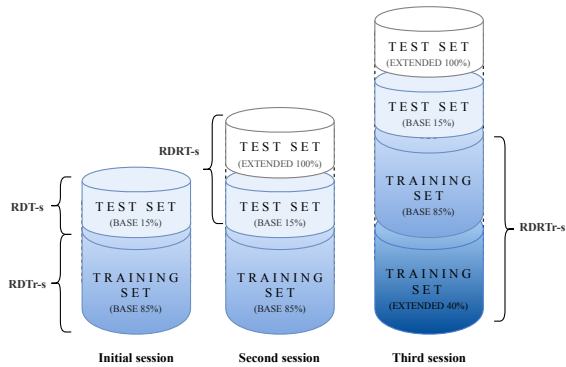 RDT-s
RDTr-s
TEST SET
(BASE 15%)
TRAINING
SET
(BASE 85%)
Initial session
RDRT-s
TEST SET
(EXTENDED 100%)
TEST SET
(BASE 15%)
TRAINING
SET
(BASE 85%)
Second session
TEST SET
(EXTENDED 100%)
TEST SET
(BASE 15%)
TRAINING
SET
(BASE 85%)
TRAINING
SET
(EXTENDED 40%)
RDRTr-s
Third session